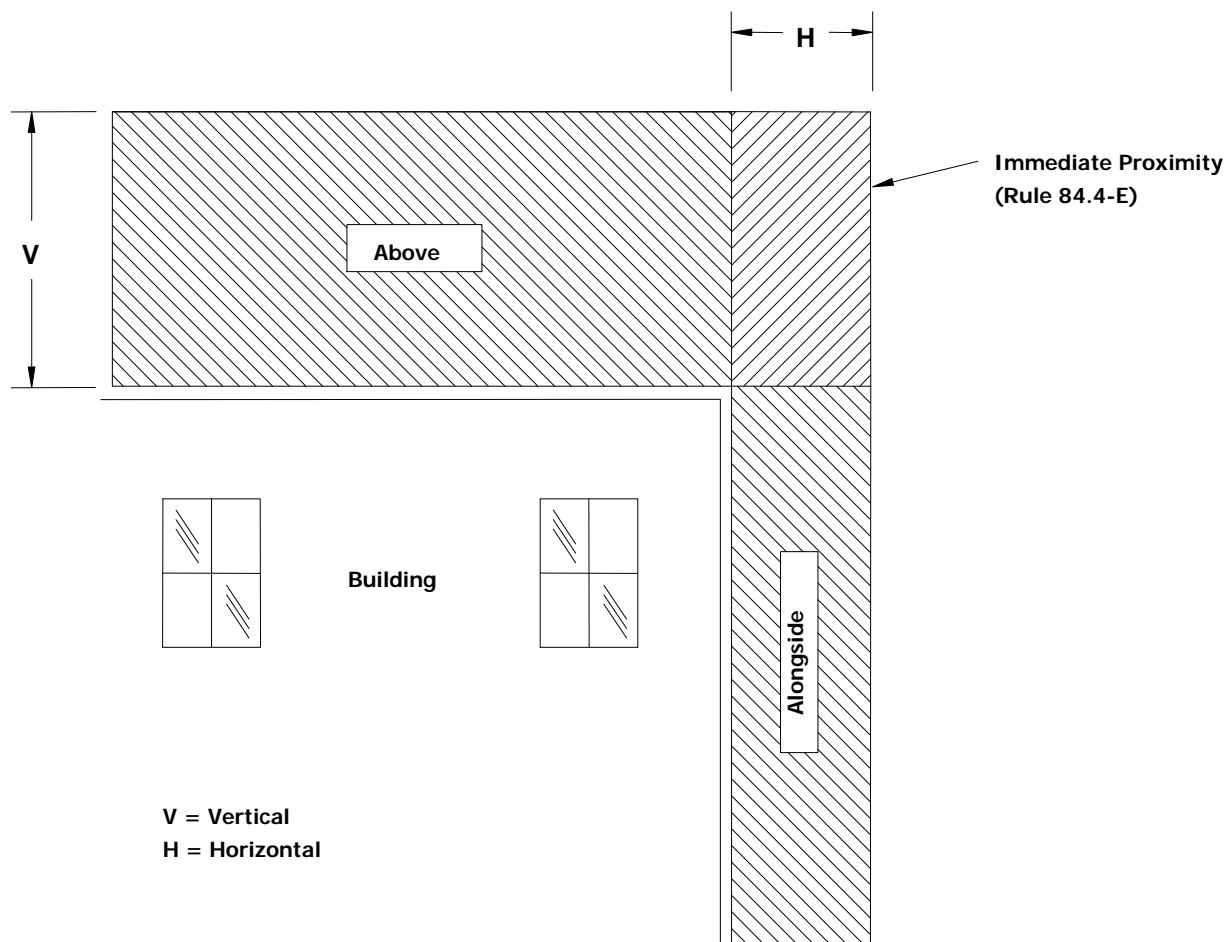 H
Immediate Proximity
(Rule 84.4-E)
V
Above
Building
Alongside
V = Vertical
H = Horizontal